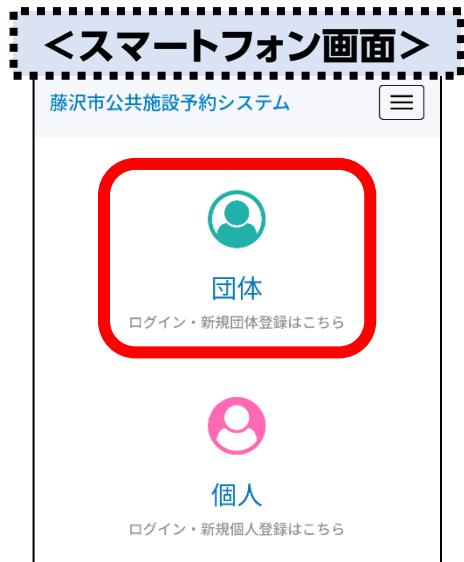 ＜スマートフォン画面＞
藤沢市公共施設予約システム
団体
ログイン・新規団体登録はこちら
個人
ログイン・新規個人登録はこちら